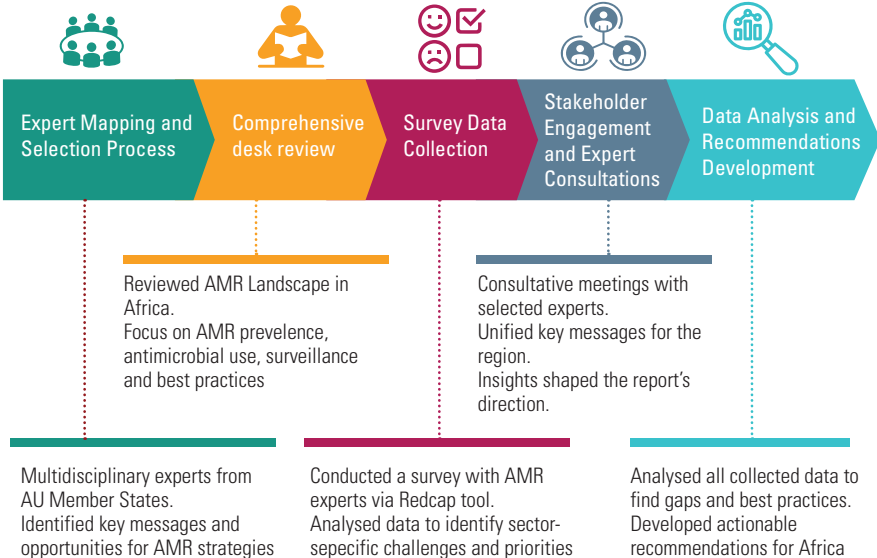 Expert Mapping and
Selection Process
Comprehensive
desk review
Survey Data
Collection
Stakeholder
Engagement
and Expert
Consultations
Data Analysis and
Recommendations
Development
Reviewed AMR Landscape in
Africa.
Focus on AMR prevelence,
antimicrobial use, surveillance
and best practices
Consultative meetings with
selected experts.
Unified key messages for the
region.
Insights shaped the report's
direction.
Multidisciplinary experts from
AU Member States.
Identified key messages and
opportunities for AMR strategies
Conducted a survey with AMR
experts via Redcap tool.
Analysed data to identify sector-
sepecific challenges and priorities
Analysed all collected data to
find gaps and best practices.
Developed actionable
recommendations for Africa